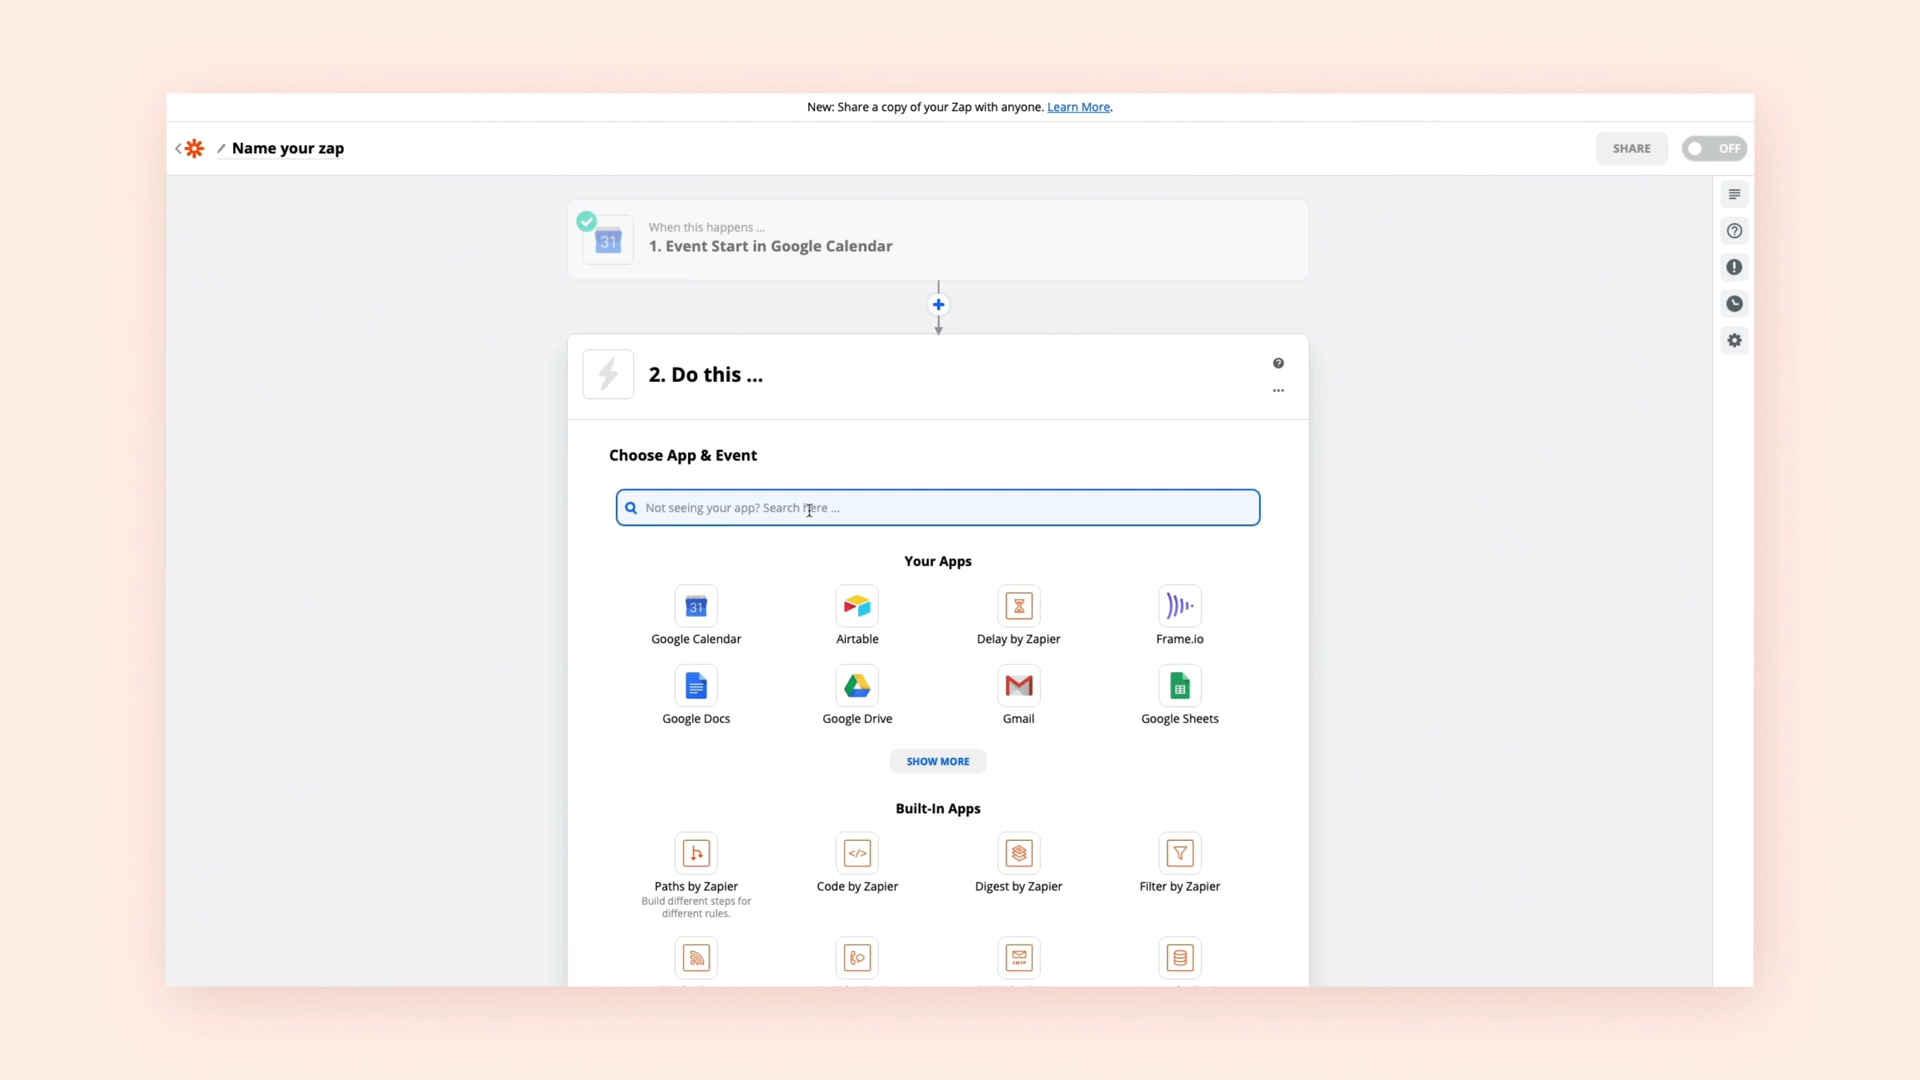 New: Share a copy of your Zap with anyone. Learn More.
Name your zap
SHARE
OFF
When this happens ...
31
1. Event Start in Google Calendar
2. Do this ...
Choose App & Event
Not seeing your app? Search here ...
Your Apps
31
Google Calendar
Airtable
Delay by Zapier
Frame.io
Google Docs
Google Drive
Gmail
Google Sheets
SHOW MORE
Built-In Apps
Paths by Zapier
Build different steps for
different rules.
Code by Zapier
Digest by Zapier
Filter by Zapier
SMTP